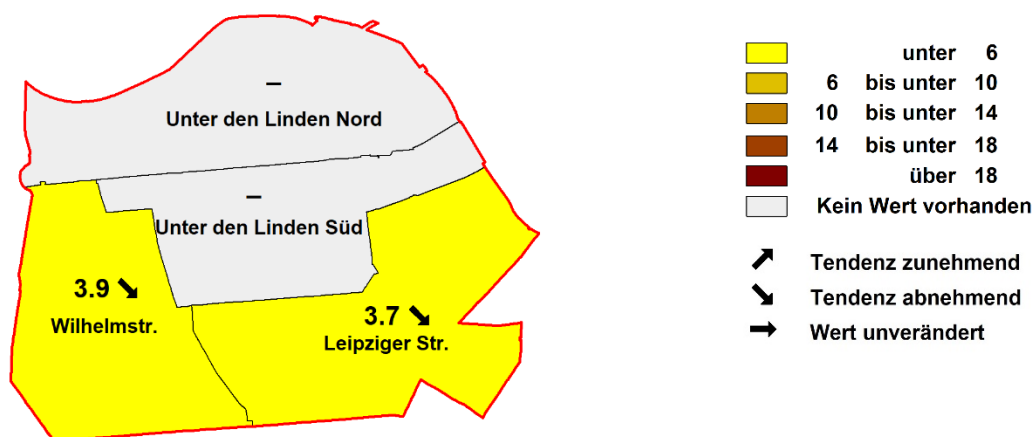 –
Unter den Linden Nord
–
Unter den Linden Süd
3.9
Wilhelmstr.
3.7
Leipziger Str.
unter 6
6 bis unter 10
10 bis unter 14
14 bis unter 18
über 18
Kein Wert vorhanden
Tendenz zunehmend
Tendenz abnehmend
Wert unverändert